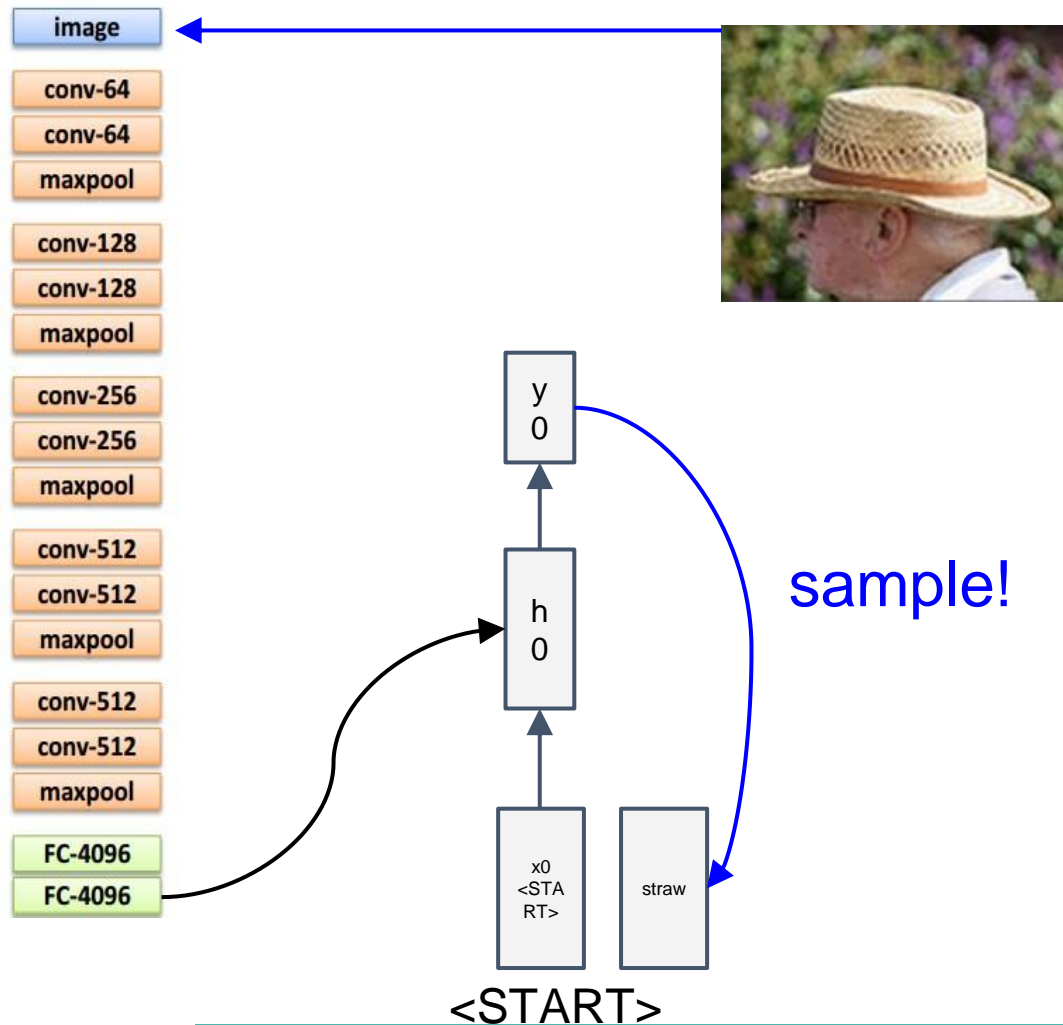 image
conv-64
conv-64
maxpool
conv-128
conv-128
maxpool
conv-256
conv-256
maxpool
conv-512
conv-512
maxpool
conv-512
conv-512
maxpool
FC-4096
FC-4096
y
0
h
0
sample!
x0
<STA
RT>
straw
<START>